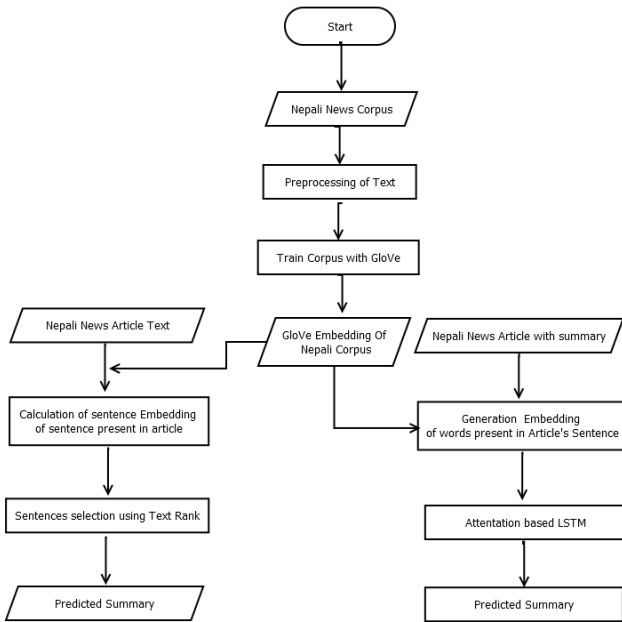 Start
Nepali News Corpus
Preprocessing of Text
Train Corpus with GloVe
GloVe Embedding Of
Nepali Corpus
Nepali News Article Text
Calculation of sentence Embedding
of sentence present in article
Sentences selection using Text Rank
Predicted Summary
Nepali News Article with summary
Generation Embedding
of words present in Article's Sentence
Attentation based LSTM
Predicted Summary